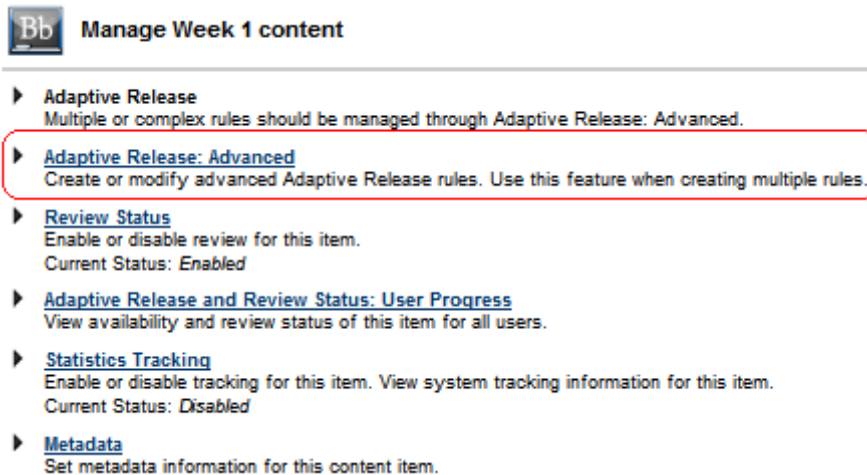 Bb
Manage Week 1 content
Adaptive Release
Multiple or complex rules should be managed through Adaptive Release: Advanced.
Adaptive Release: Advanced
Create or modify advanced Adaptive Release rules. Use this feature when creating multiple rules.
Review Status
Enable or disable review for this item.
Current Status: Enabled
Adaptive Release and Review Status: User Progress
View availability and review status of this item for all users.
Statistics Tracking
Enable or disable tracking for this item. View system tracking information for this item.
Current Status: Disabled
Metadata
Set metadata information for this content item.